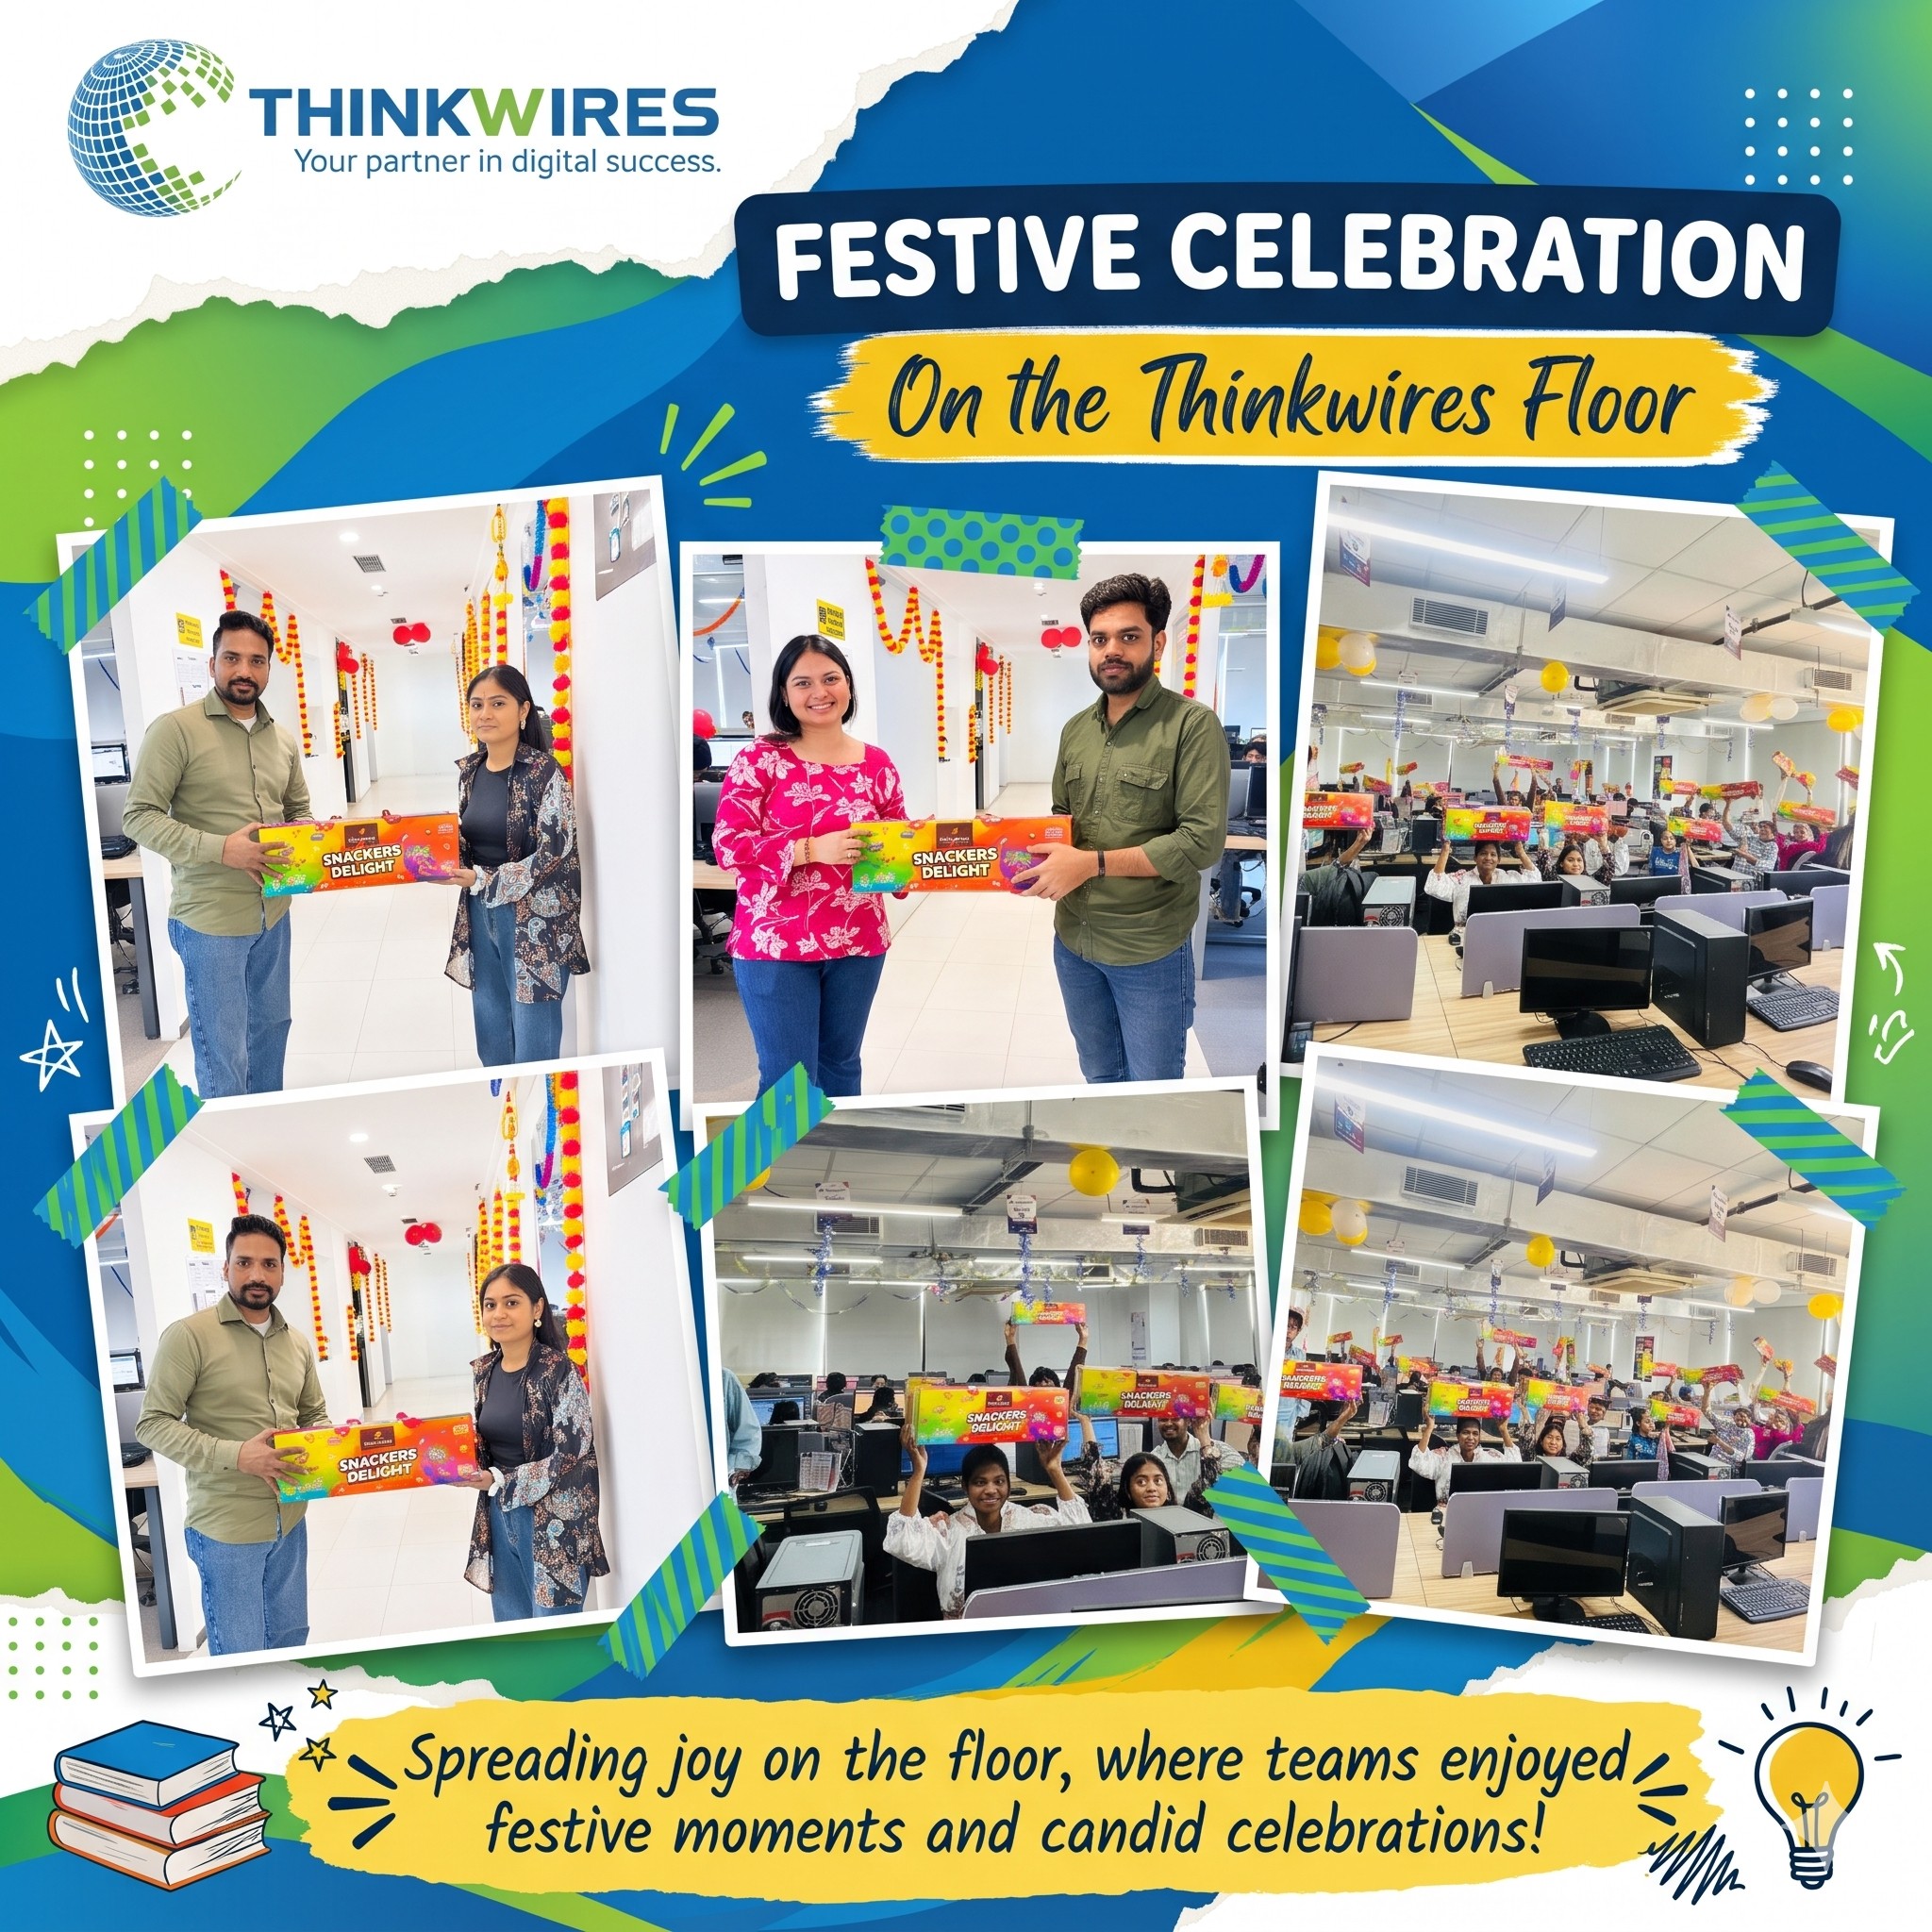 THINKWIRES
Your partner in digital success.
FESTIVE CELEBRATION
On the Thinkwires Floor
SNACKERS
DELIGHT
SNACKERS
DELIGHT
SNACKERS
DELIGHT
SNACKERS
DELIGHT
SNACKERS
Spreading joy on the floor, where teams enjoyed
festive moments and candid celebrations!